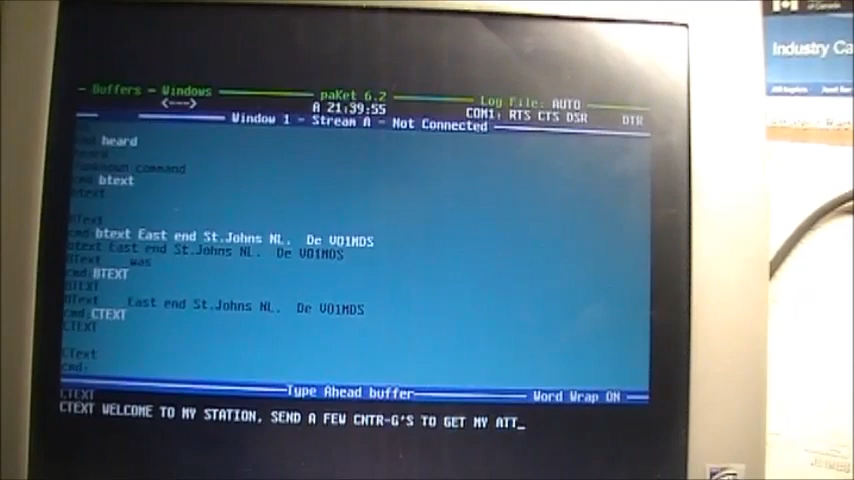 - Buffers - Windows
paKet 6.2
Log File: AUTO
<---->
A 21:39:55
COM1: RTS CTS DSR DTR
Window 1 - Stream A - Not Connected
cmd heard
heard
unknown command
cmd btext
btext
BText
cmd btext East end St.Johns NL. De VO1MDS
btext East end St.Johns NL. De VO1MDS
BText was
cmd BTEXT
BTEXT
BText East end St.Johns NL. De VO1MDS
cmd CTEXT
CTEXT
CText
cmd:
Type Ahead buffer
Word Wrap ON
CTEXT
CTEXT WELCOME TO MY STATION, SEND A FEW CNTR-G'S TO GET MY ATT_
of Canada
Industry Ca